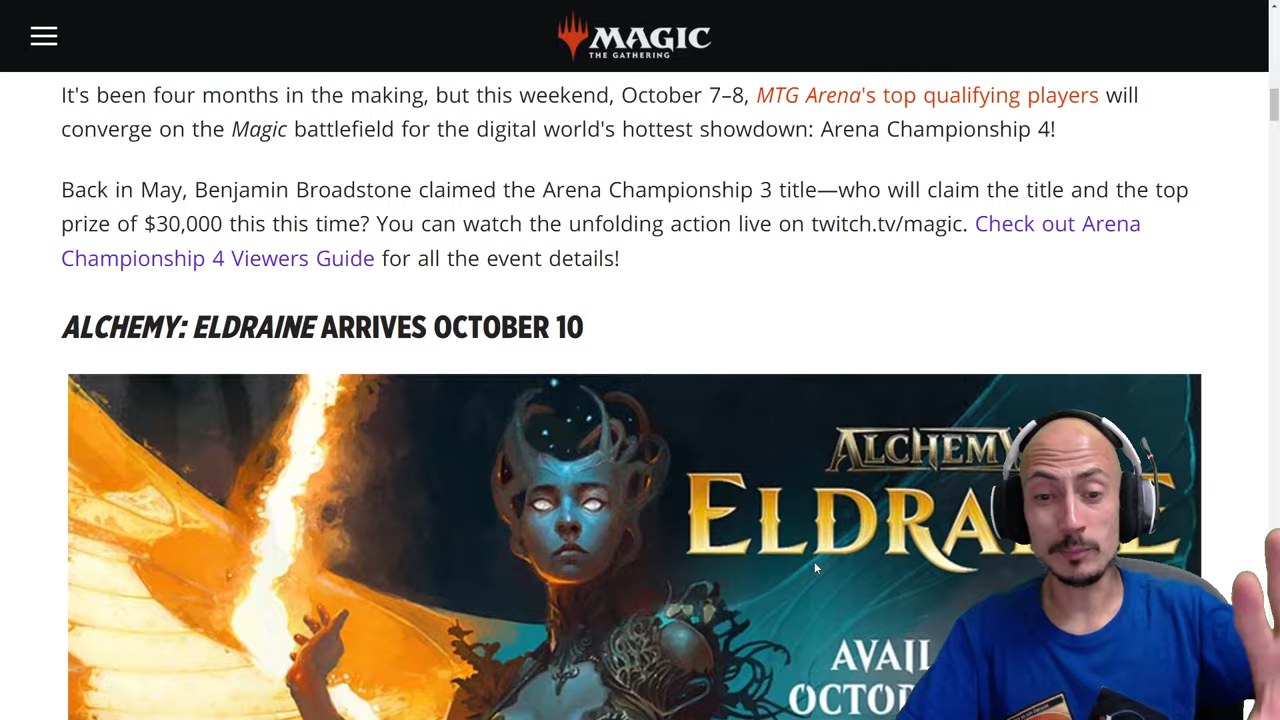 MAGIC
THE GATHERING
It's been four months in the making, but this weekend, October 7–8, MTG Arena's top qualifying players will
converge on the Magic battlefield for the digital world's hottest showdown: Arena Championship 4!
Back in May, Benjamin Broadstone claimed the Arena Championship 3 title—who will claim the title and the top
prize of $30,000 this this time? You can watch the unfolding action live on twitch.tv/magic. Check out Arena
Championship 4 Viewers Guide for all the event details!
ALCHEMY: ELDRAINE ARRIVES OCTOBER 10